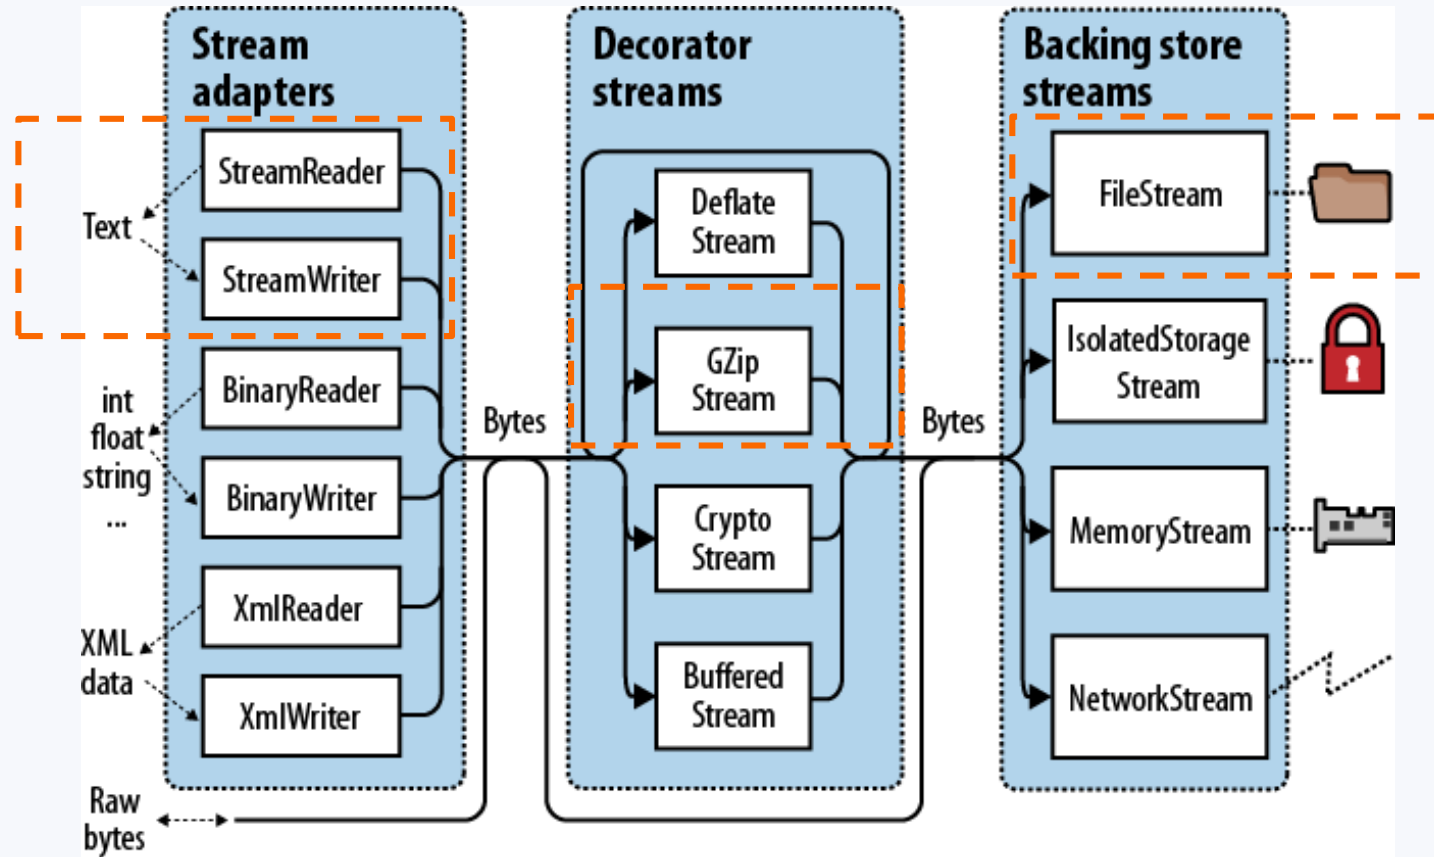 Stream
adapters
StreamReader
Text
StreamWriter
BinaryReader
int
float
string
...
BinaryWriter
XmlReader
XML
data
XmlWriter
Raw
bytes
Bytes
Decorator
streams
Deflate
Stream
GZip
Stream
Crypto
Stream
Buffered
Stream
Bytes
Backing store
streams
FileStream
IsolatedStorage
Stream
MemoryStream
NetworkStream